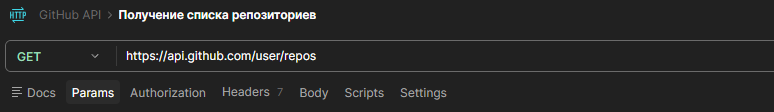 HTTP GitHub API > Получение списка репозиториев
GET https://api.github.com/user/repos
Docs Params Authorization Headers 7 Body Scripts Settings